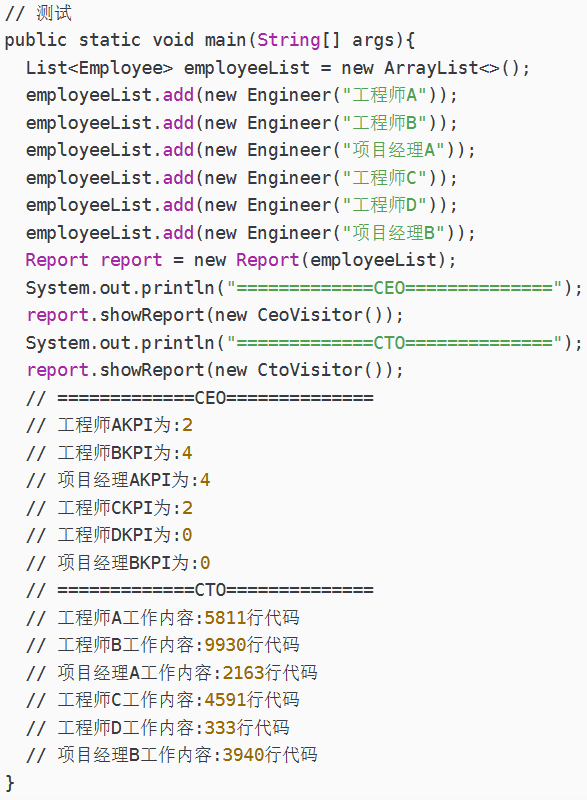 // 测试
public static void main(String[] args){
  List<Employee> employeeList = new ArrayList<>();
  employeeList.add(new Engineer("工程师A"));
  employeeList.add(new Engineer("工程师B"));
  employeeList.add(new Engineer("项目经理A"));
  employeeList.add(new Engineer("工程师C"));
  employeeList.add(new Engineer("工程师D"));
  employeeList.add(new Engineer("项目经理B"));
  Report report = new Report(employeeList);
  System.out.println("=============CEO==============");
  report.showReport(new CeoVisitor());
  System.out.println("=============CTO==============");
  report.showReport(new CtoVisitor());
  // =============CEO==============
  // 工程师AKPI为:2
  // 工程师BKPI为:4
  // 项目经理AKPI为:4
  // 工程师CKPI为:2
  // 工程师DKPI为:0
  // 项目经理BKPI为:0
  // =============CTO==============
  // 工程师A工作内容:5811行代码
  // 工程师B工作内容:9930行代码
  // 项目经理A工作内容:2163行代码
  // 工程师C工作内容:4591行代码
  // 工程师D工作内容:333行代码
  // 项目经理B工作内容:3940行代码
}